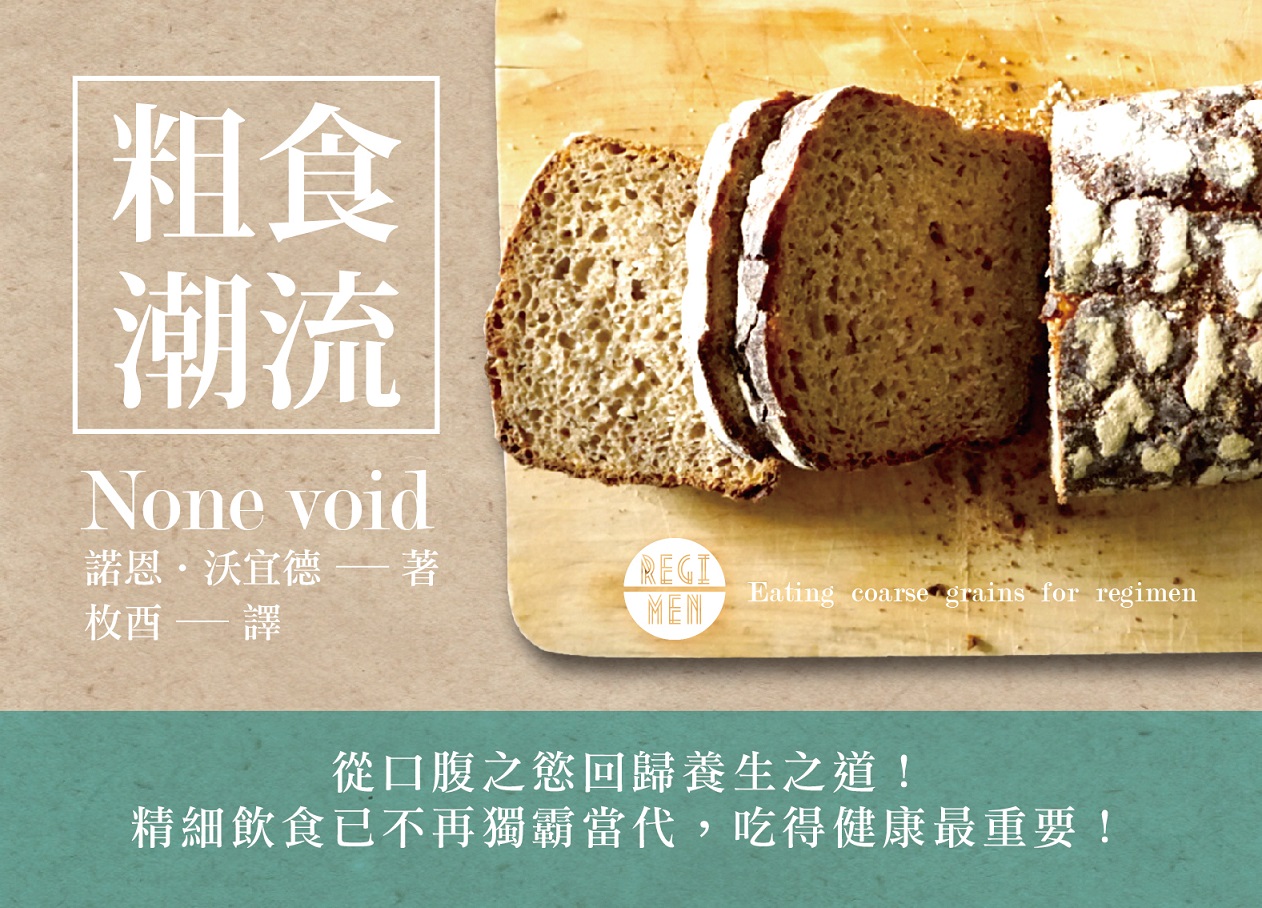 粗食
潮流
None void
諾恩・沃宜德 — 著
枚酉 — 譯
REGI
MEN
Eating coarse grains for regimen
從口腹之慾回歸養生之道！
精細飲食已不再獨霸當代，吃得健康最重要！